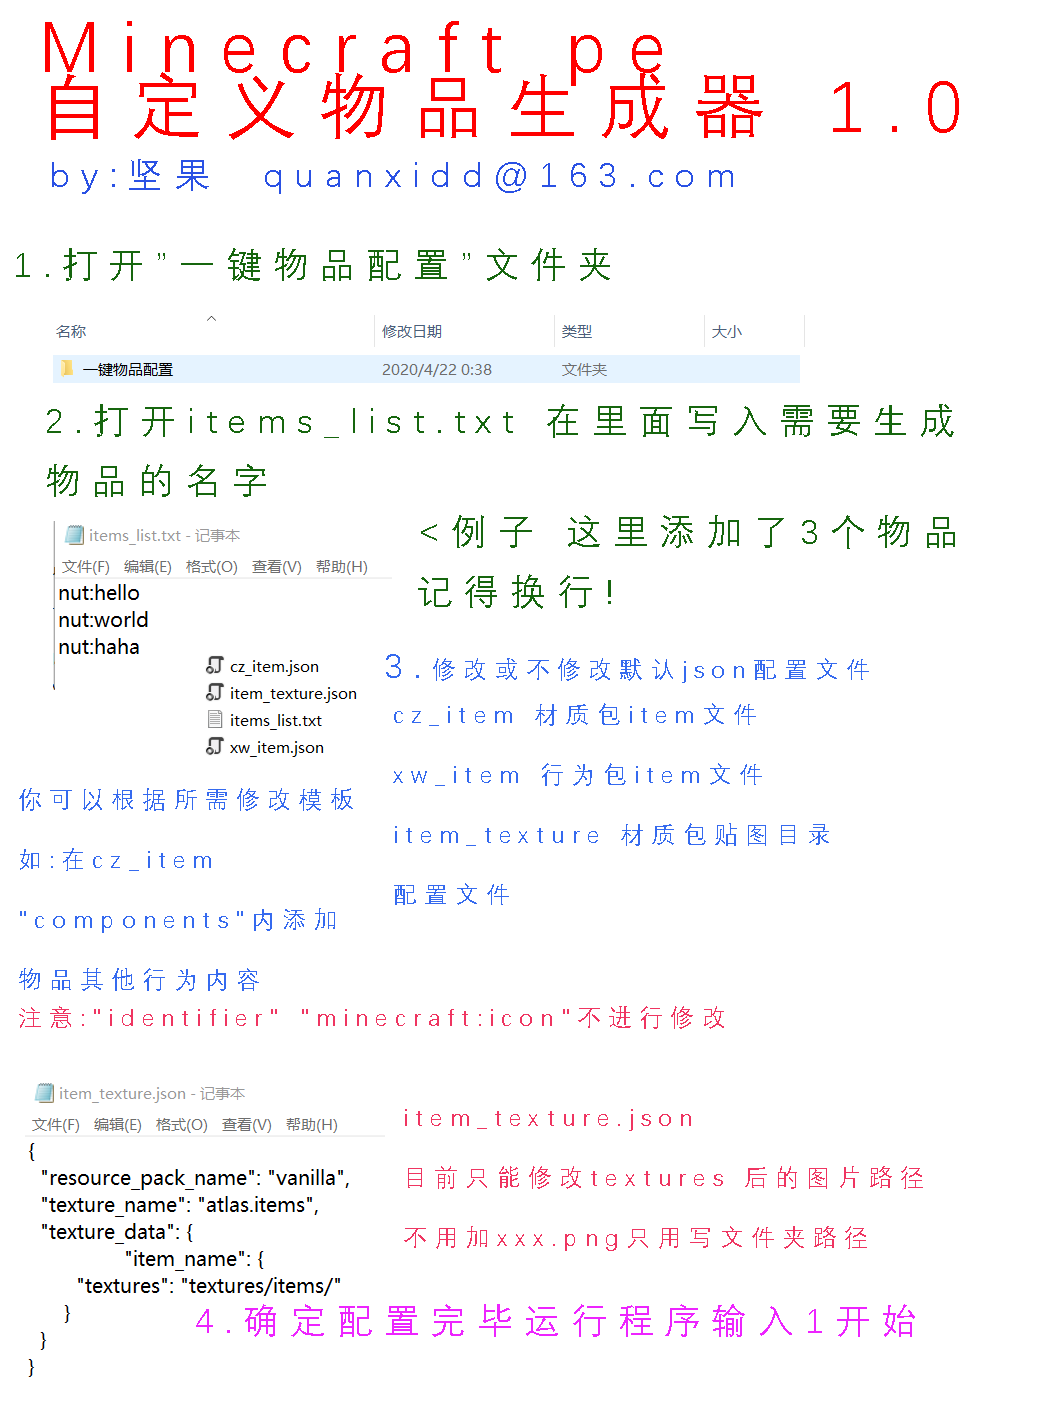 Minecraft pe
自定义物品生成器 1.0
by:坚果 quanxidd@163.com
1.打开"一键物品配置"文件夹
名称 修改日期 类型 大小
一键物品配置 2020/4/22 0:38 文件夹
2.打开items_list.txt 在里面写入需要生成
物品的名字
items_list.txt - 记事本
文件(F) 编辑(E) 格式(O) 查看(V) 帮助(H)
nut:hello
nut:world
nut:haha
<例子 这里添加了3个物品
记得换行!
cz_item.json
item_texture.json
items_list.txt
xw_item.json
3.修改或不修改默认json配置文件
cz_item 材质包item文件
xw_item 行为包item文件
item_texture 材质包贴图目录
配置文件
你可以根据所需修改模板
如:在cz_item
"components"内添加
物品其他行为内容
注意:"identifier" "minecraft:icon"不进行修改
item_texture.json - 记事本
文件(F) 编辑(E) 格式(O) 查看(V) 帮助(H)
{
"resource_pack_name": "vanilla",
"texture_name": "atlas.items",
"texture_data": {
"item_name": {
"textures": "textures/items/"
}
}
}
item_texture.json
目前只能修改textures 后的图片路径
不用加xxx.png只用写文件夹路径
4.确定配置完毕运行程序输入1开始